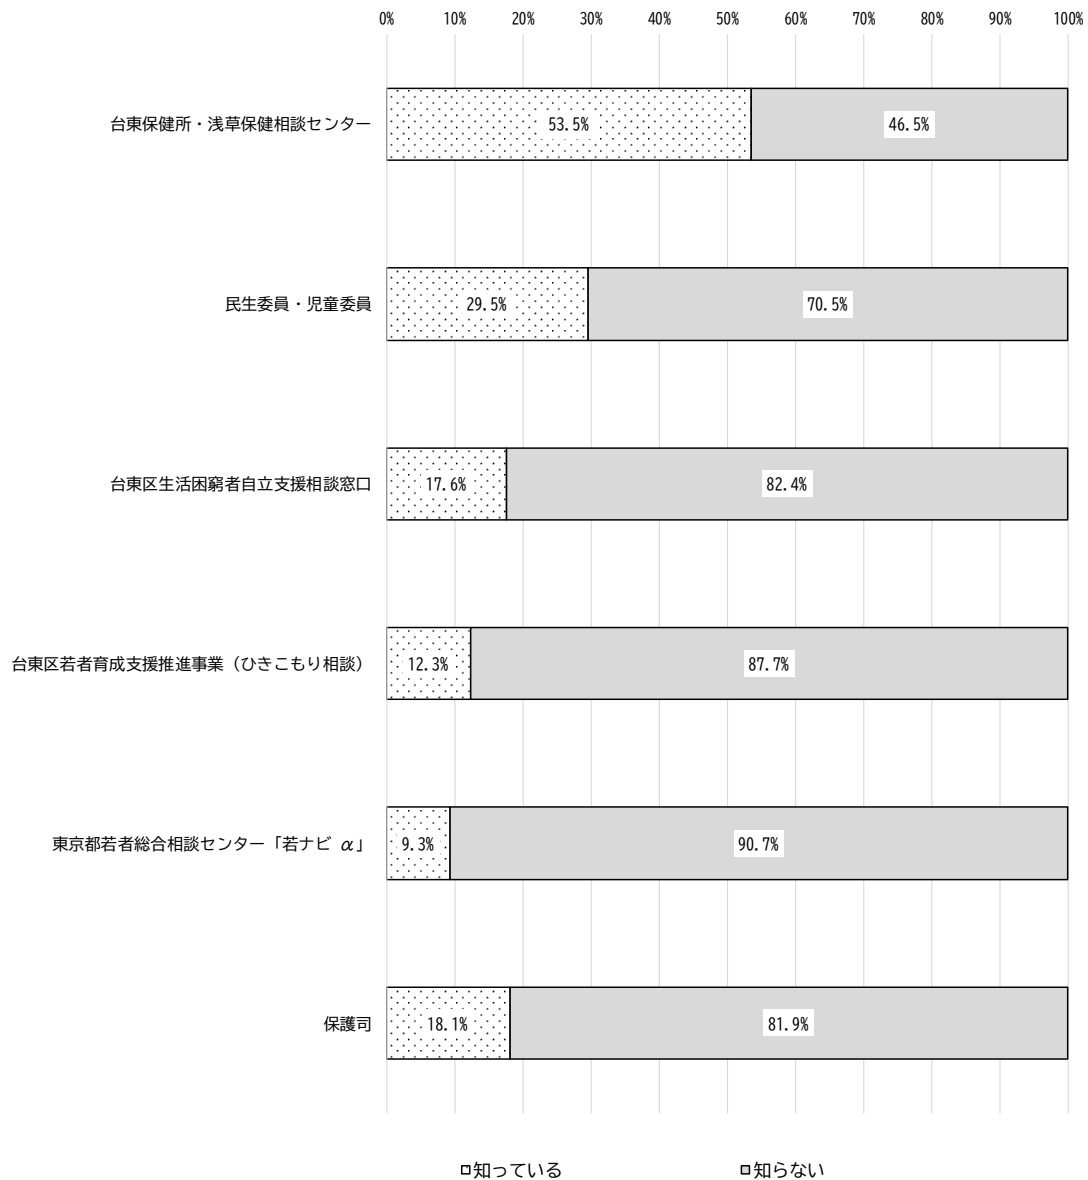 0% 10% 20% 30% 40% 50% 60% 70% 80% 90% 100%
台東保健所・浅草保健相談センター 53.5% 46.5%
民生委員・児童委員 29.5% 70.5%
台東区生活困窮者自立支援相談窓口 17.6% 82.4%
台東区若者育成支援推進事業（ひきこもり相談） 12.3% 87.7%
東京都若者総合相談センター「若ナビ α」 9.3% 90.7%
保護司 18.1% 81.9%
知っている 知らない